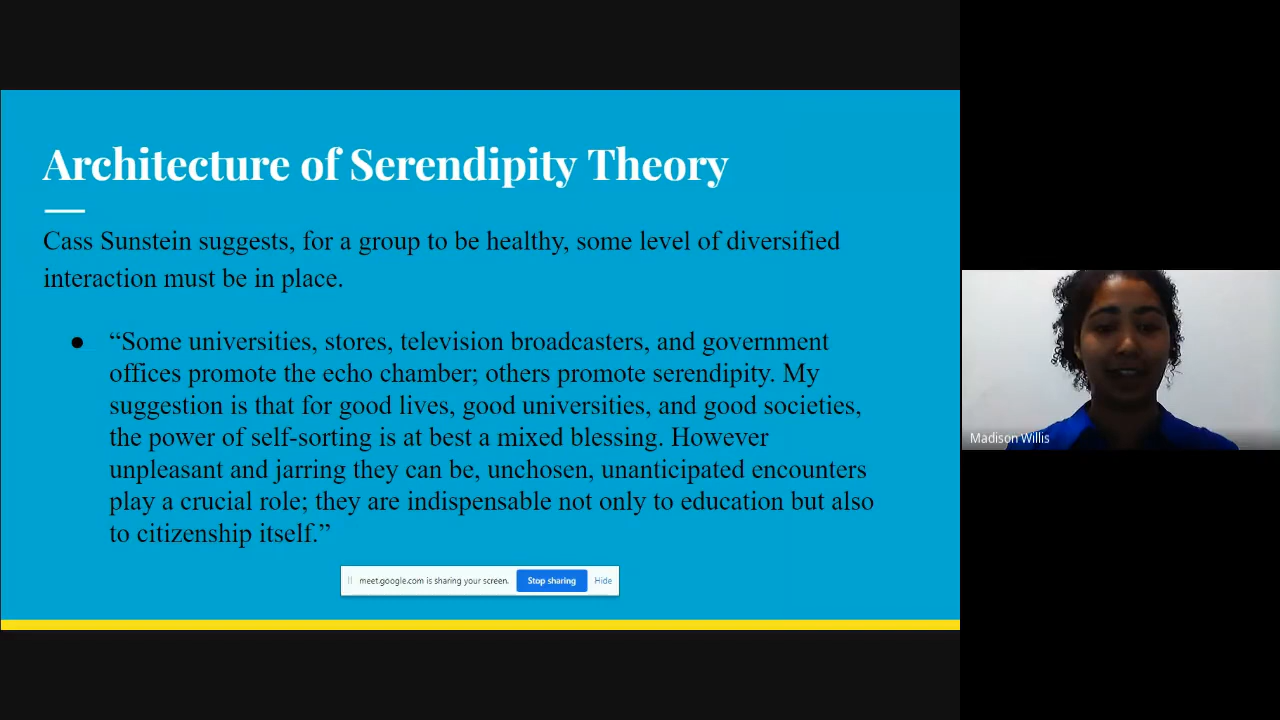 Architecture of Serendipity Theory
Cass Sunstein suggests, for a group to be healthy, some level of diversified
interaction must be in place.
● “Some universities, stores, television broadcasters, and government
offices promote the echo chamber; others promote serendipity. My
suggestion is that for good lives, good universities, and good societies,
the power of self-sorting is at best a mixed blessing. However
unpleasant and jarring they can be, unchosen, unanticipated encounters
play a crucial role; they are indispensable not only to education but also
to citizenship itself.”
meet.google.com is sharing your screen. Stop sharing Hide
Madison Willis